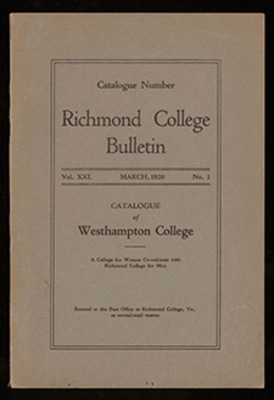 Catalogue Number
Richmond College
Bulletin
Vol. XXI. MARCH, 1920 No. 1
CATALOGUE
of
Westhampton College
A College for Women Co-ordinate with
Richmond College for Men
Entered at the Post Office at Richmond College, Va.,
as second-class matter.